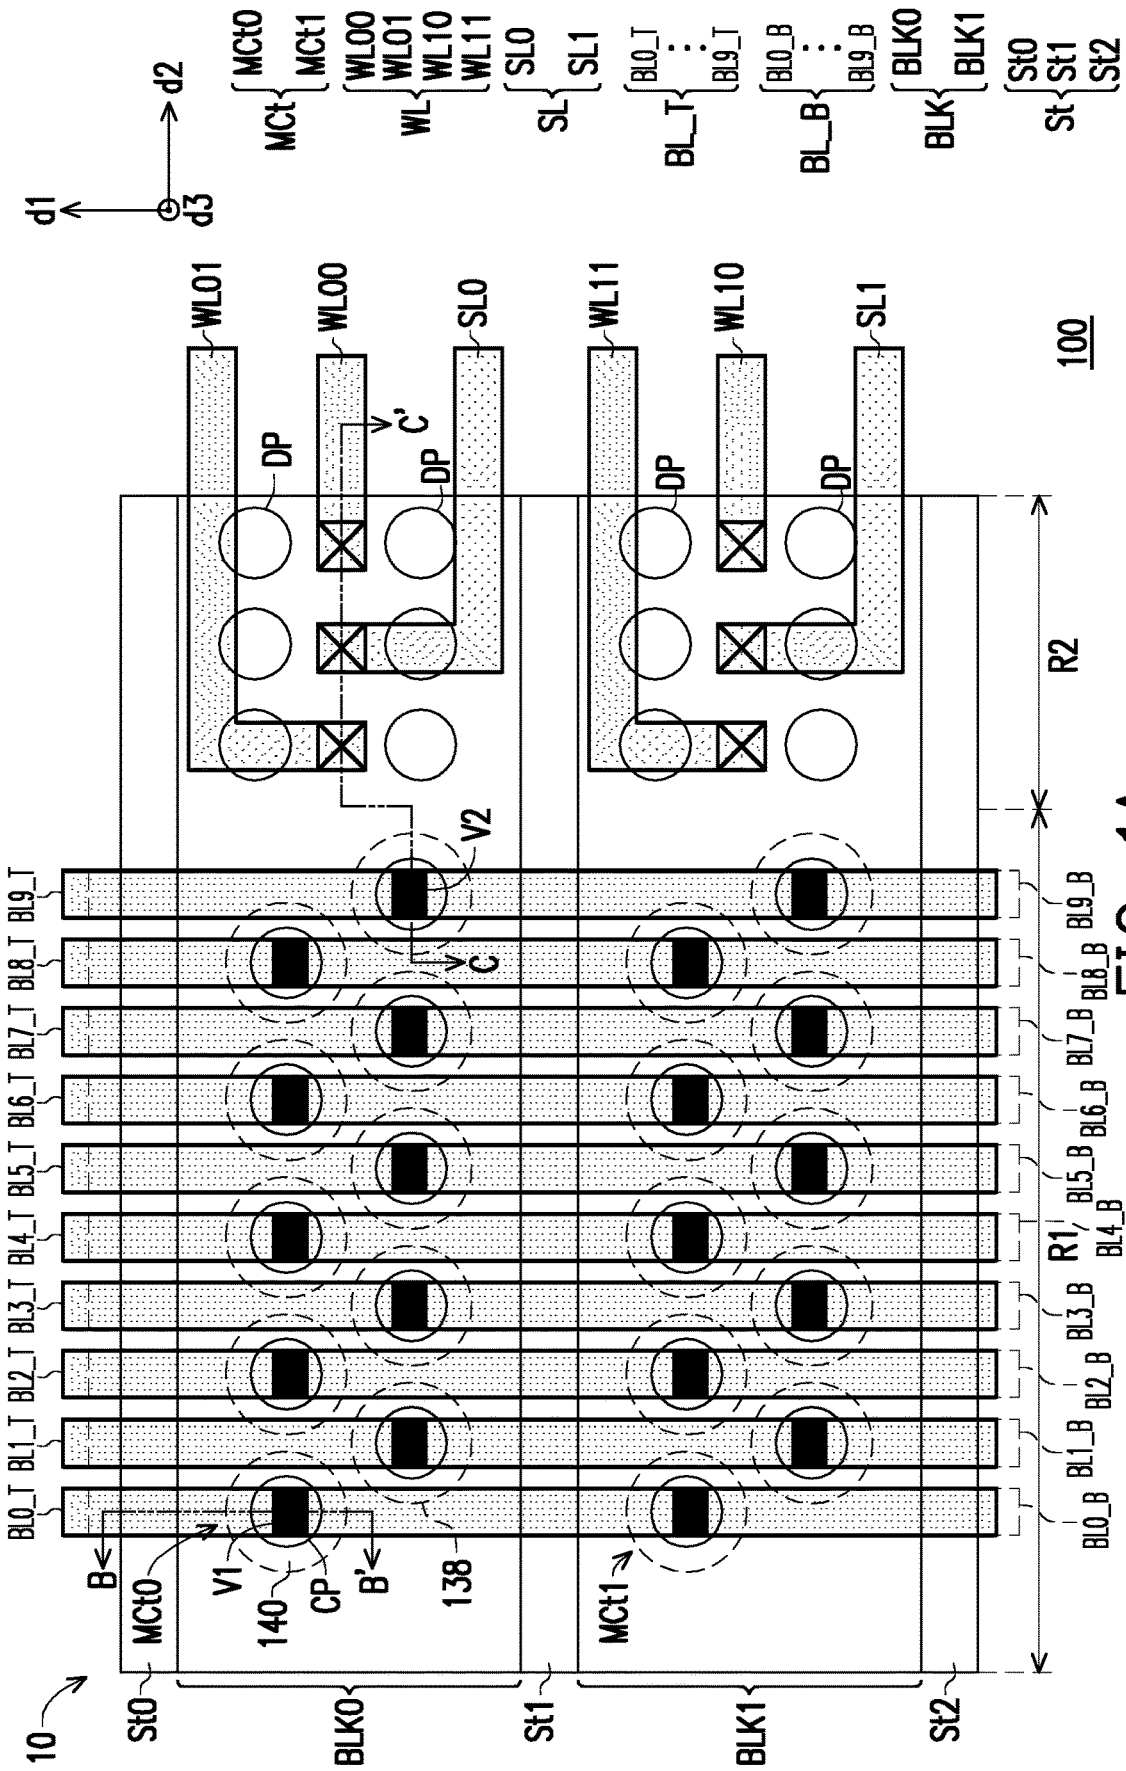 10
100
d1
d2
d3
MCt { MCt0 MCt1
WL { WL00 WL01 WL10 WL11
SL { SL0 SL1
BL_T { BL0_T ⋮ BL9_T
BL_B { BL0_B ⋮ BL9_B
BLK { BLK0 BLK1
St { St0 St1 St2
BL0_T
BL1_T
BL2_T
BL3_T
BL4_T
BL5_T
BL6_T
BL7_T
BL8_T
BL9_T
St0
BLK0
St1
BLK1
St2
B
MCt0
V1
140
CP
B'
138
MCt1
C
V2
C'
DP
DP
DP
DP
WL01
WL00
SL0
WL11
WL10
SL1
BL0_B
BL1_B
BL2_B
BL3_B
BL4_B
BL5_B
BL6_B
BL7_B
BL8_B
BL9_B
R1
R2